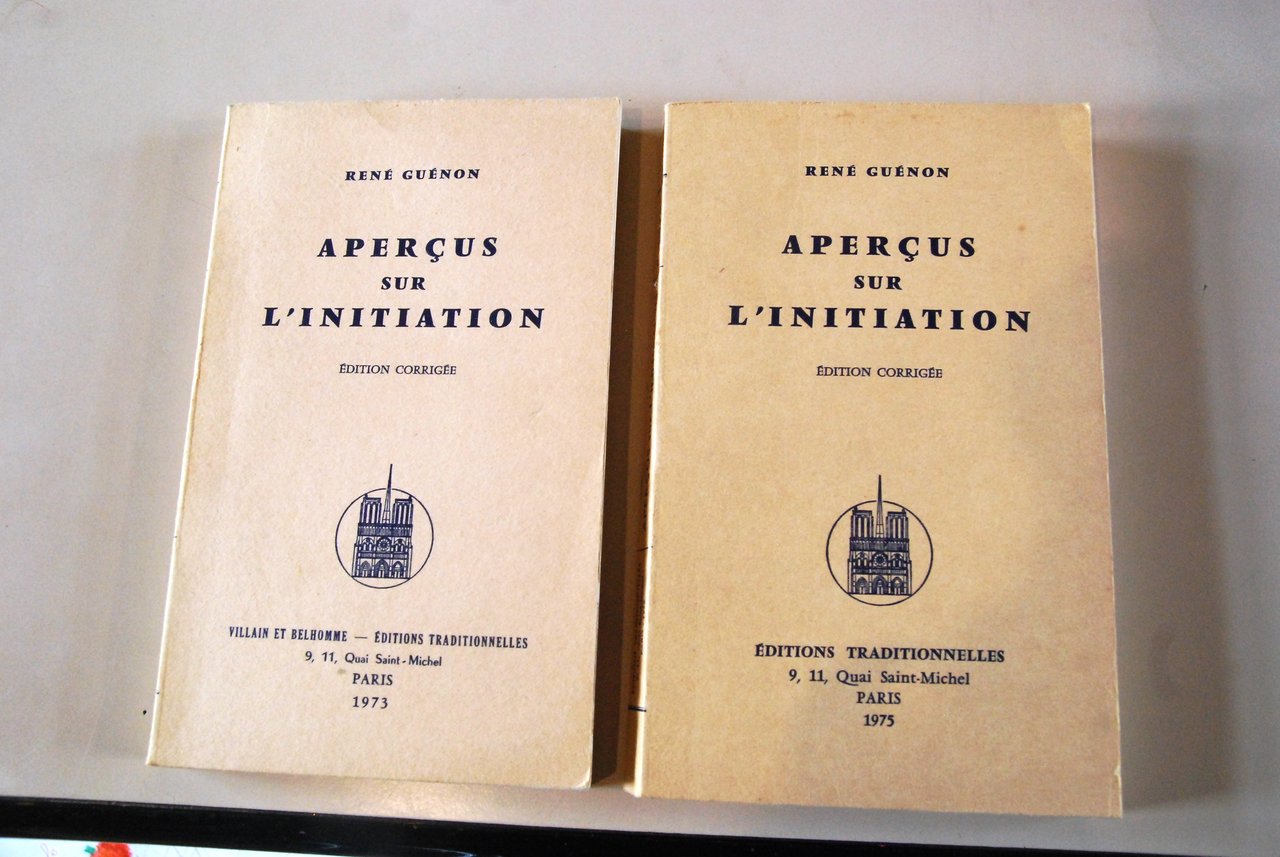 RENÉ GUÉNON
APERÇUS
SUR
L'INITIATION
ÉDITION CORRIGÉE
VILLAIN ET BELHOMME — ÉDITIONS TRADITIONNELLES
9, 11, Quai Saint-Michel
PARIS
1973
RENÉ GUÉNON
APERÇUS
SUR
L'INITIATION
ÉDITION CORRIGÉE
ÉDITIONS TRADITIONNELLES
9, 11, Quai Saint-Michel
PARIS
1975